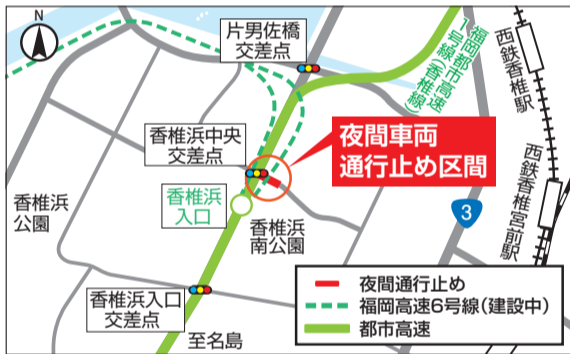 N
片男佐橋
交差点
福岡都市高速
1号線(香椎線)
西鉄香椎駅
香椎浜中央
交差点
夜間車両
通行止め区間
西鉄香椎宮前駅
香椎浜
入口
香椎浜
公園
香椎浜
南公園
3
香椎浜入口
交差点
至名島
夜間通行止め
福岡高速6号線(建設中)
都市高速